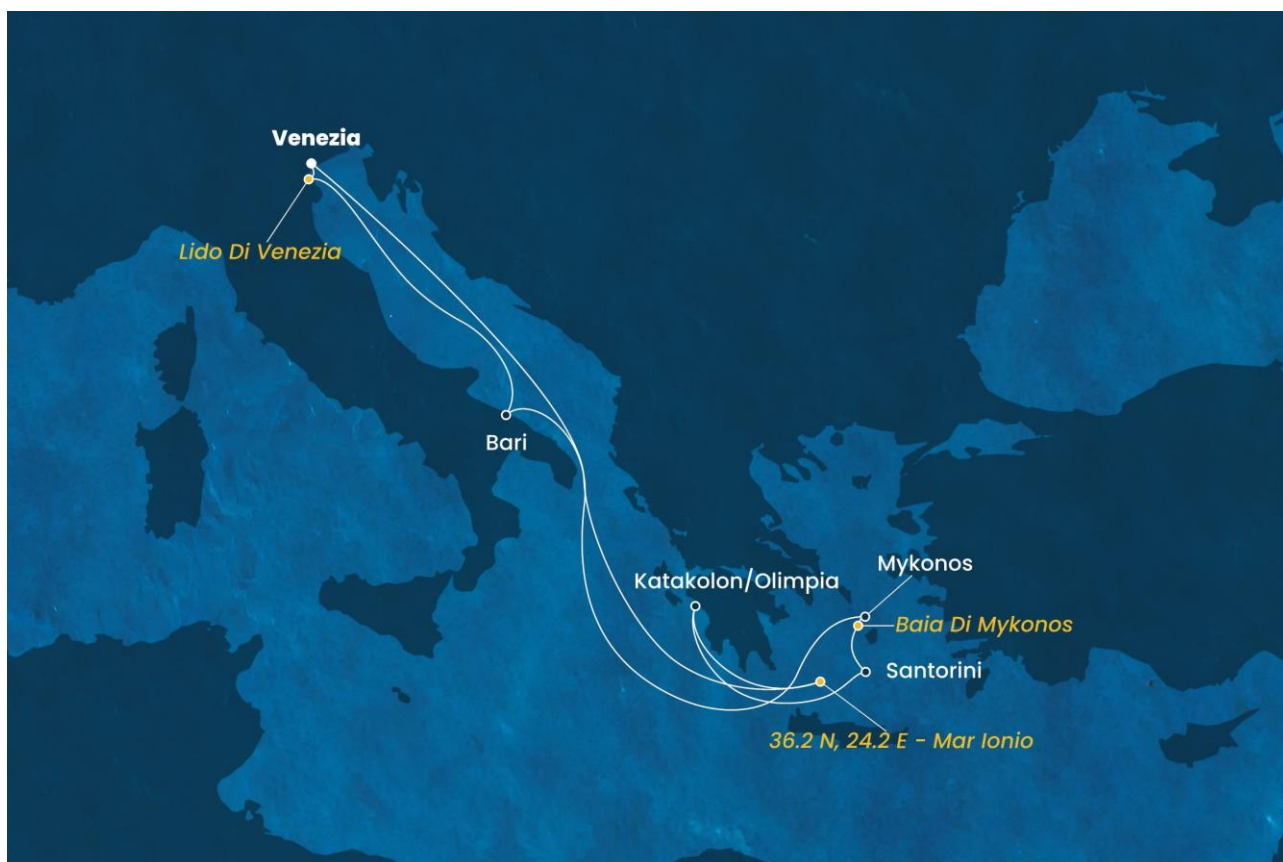 Venezia
Lido Di Venezia
Bari
Mykonos
Katakolon/Olimpia
Baia Di Mykonos
Santorini
36.2 N, 24.2 E - Mar Ionio